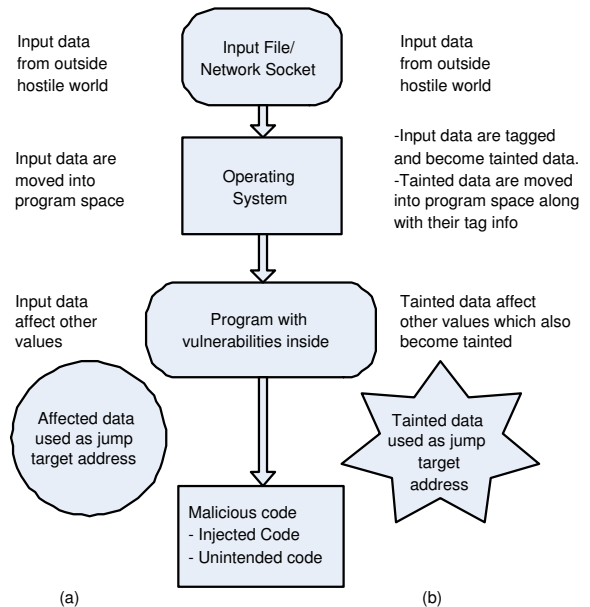 Input data
from outside
hostile world
Input File/
Network Socket
Input data
from outside
hostile world
Input data are
moved into
program space
Operating
System
-Input data are tagged
and become tainted data.
-Tainted data are moved
into program space along
with their tag info
Input data
affect other
values
Program with
vulnerabilities inside
Tainted data affect
other values which also
become tainted
Affected data
used as jump
target address
Tainted data
used as jump
target
address
Malicious code
- Injected Code
- Unintended code
(a)
(b)